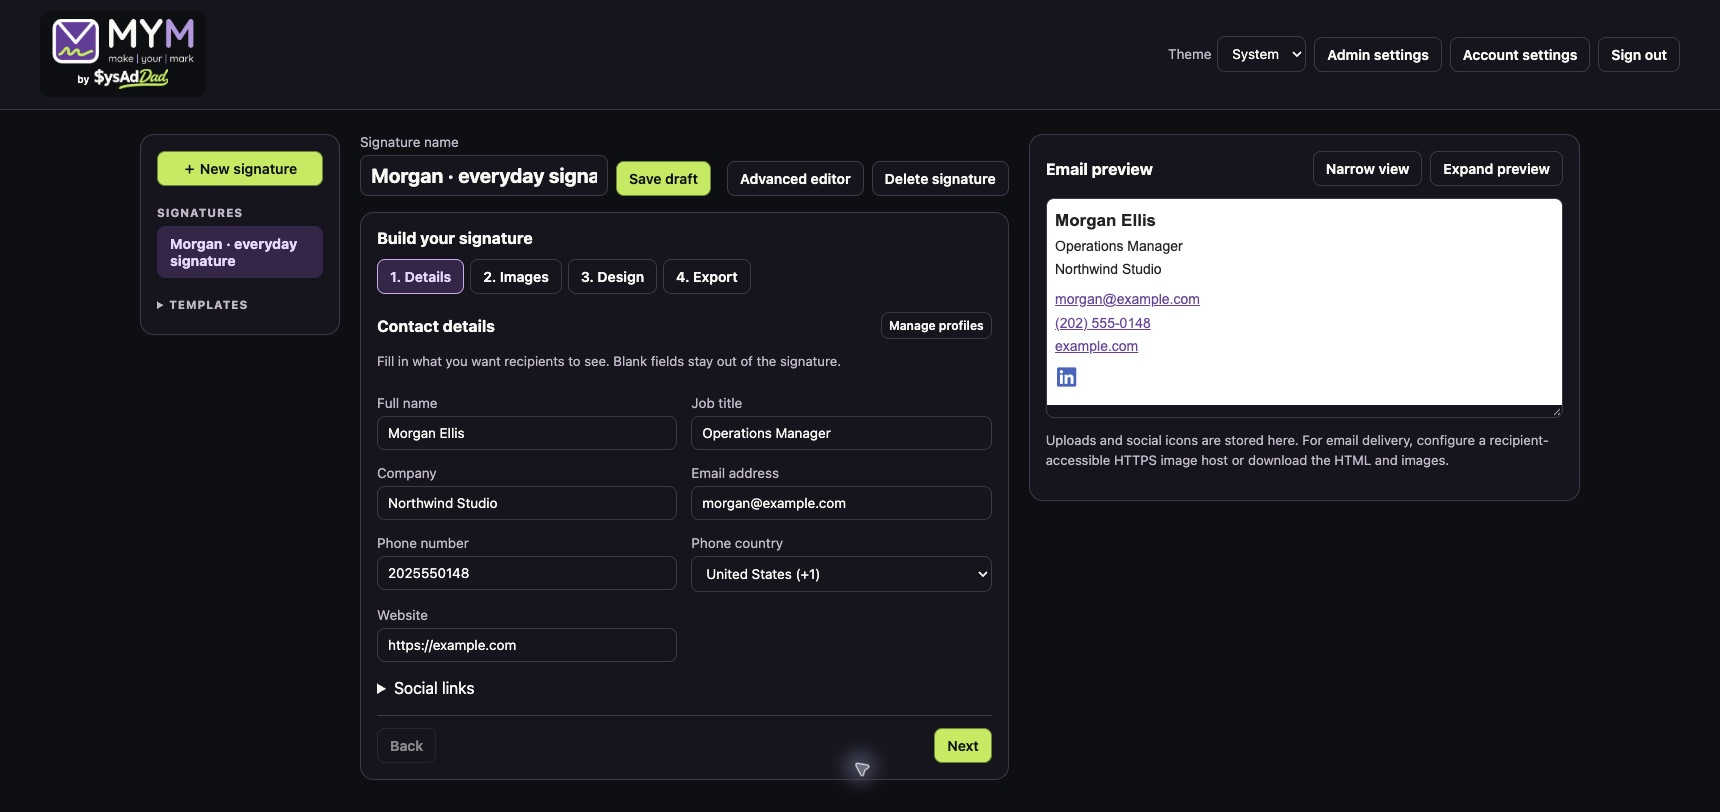 MYM
make | your | mark
by $ysAdDad
Theme
System
Admin settings
Account settings
Sign out
+ New signature
SIGNATURES
Morgan · everyday
signature
TEMPLATES
Signature name
Morgan · everyday signa
Save draft
Advanced editor
Delete signature
Build your signature
1. Details
2. Images
3. Design
4. Export
Contact details
Manage profiles
Fill in what you want recipients to see. Blank fields stay out of the signature.
Full name
Morgan Ellis
Job title
Operations Manager
Company
Northwind Studio
Email address
morgan@example.com
Phone number
2025550148
Phone country
United States (+1)
Website
https://example.com
Social links
Back
Next
Email preview
Narrow view
Expand preview
Morgan Ellis
Operations Manager
Northwind Studio
morgan@example.com
(202) 555-0148
example.com
in
Uploads and social icons are stored here. For email delivery, configure a recipient-
accessible HTTPS image host or download the HTML and images.